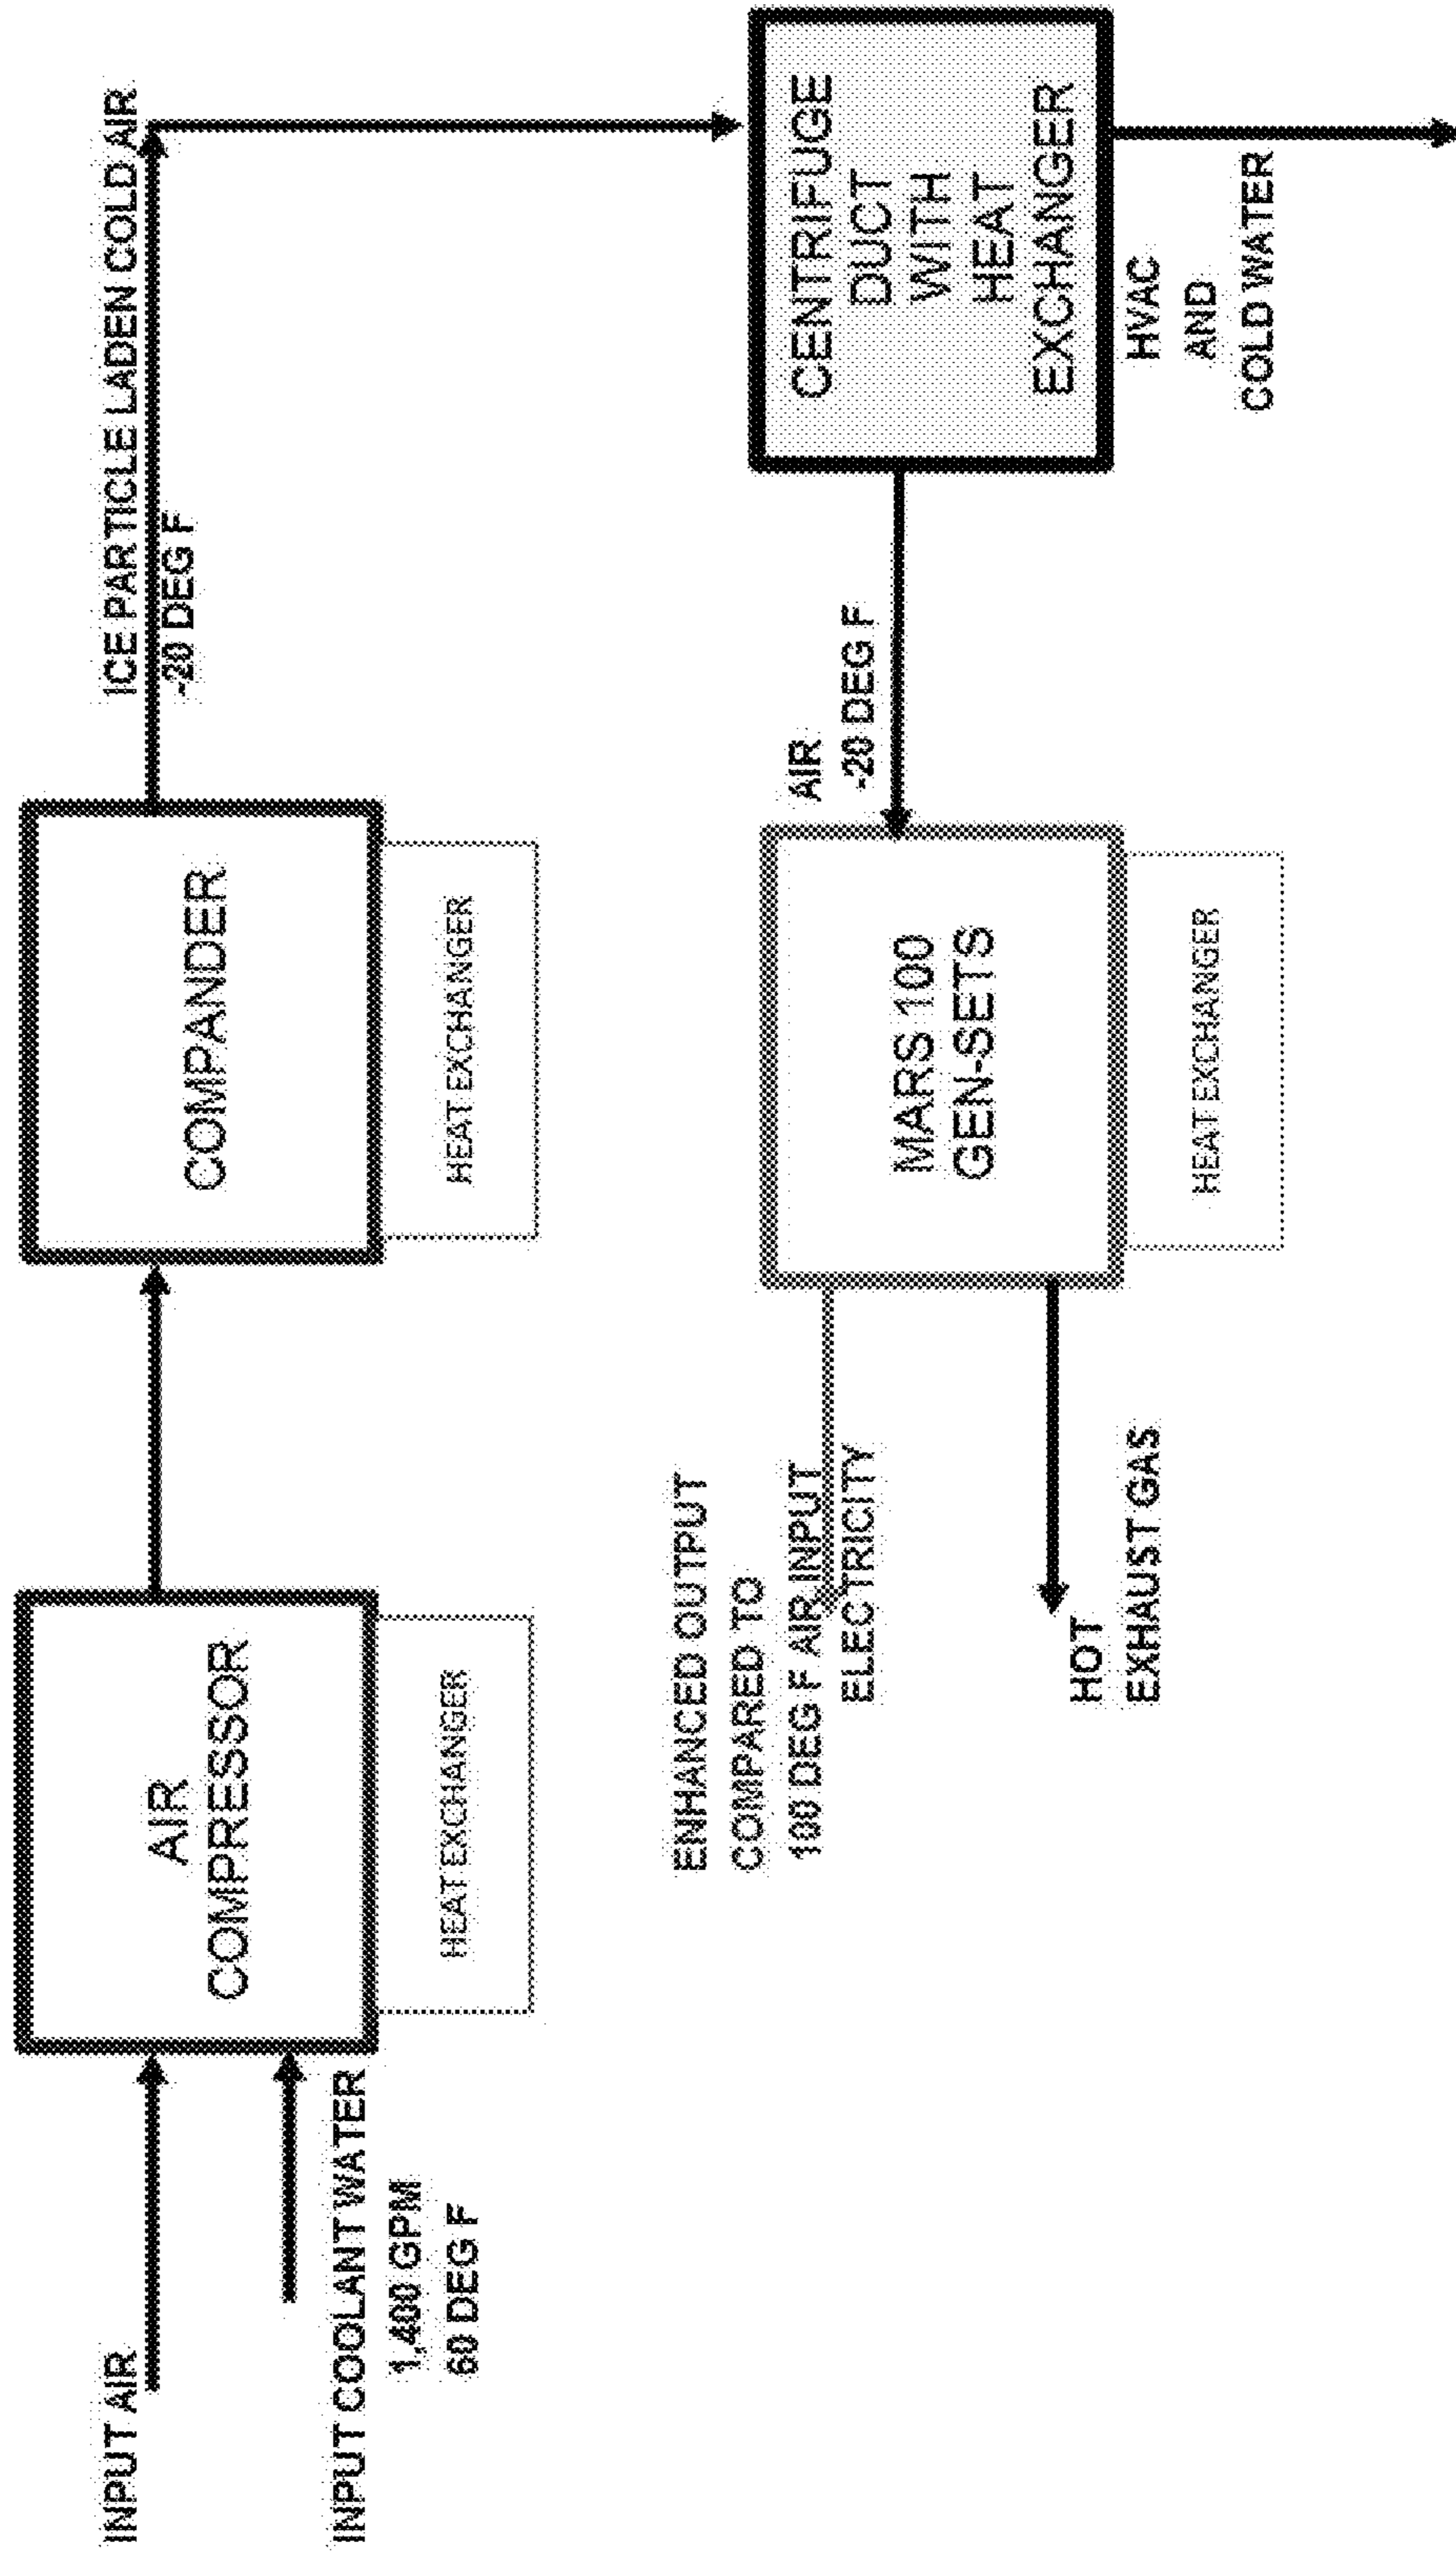 INPUT AIR
INPUT COOLANT WATER
1,400 GPM
60 DEG F
AIR
COMPRESSOR
HEAT EXCHANGER
COMPANDER
HEAT EXCHANGER
ICE PARTICLE LADEN COLD AIR
-20 DEG F
CENTRIFUGE
DUCT
WITH
HEAT
EXCHANGER
HVAC
AND
COLD WATER
AIR
-20 DEG F
MARS 100
GEN-SETS
HEAT EXCHANGER
ENHANCED OUTPUT
COMPARED TO
100 DEG F AIR INPUT
ELECTRICITY
HOT
EXHAUST GAS